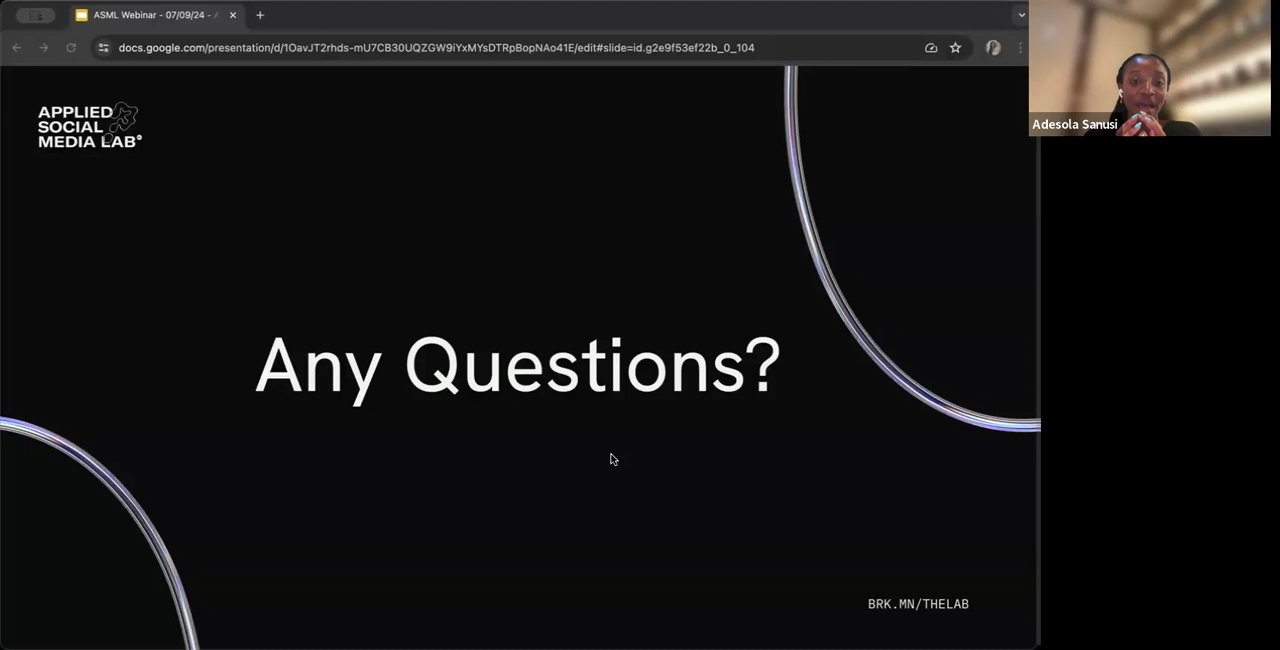 ASML Webinar - 07/09/24 -
docs.google.com/presentation/d/1OavJT2rhds-mU7CB30UQZGW9iYxMYsDTRpBopNAo41E/edit#slide=id.g2e9f53ef22b_0_104
Adesola Sanusi
APPLIED
SOCIAL
MEDIA LAB
Any Questions?
BRK.MN/THELAB